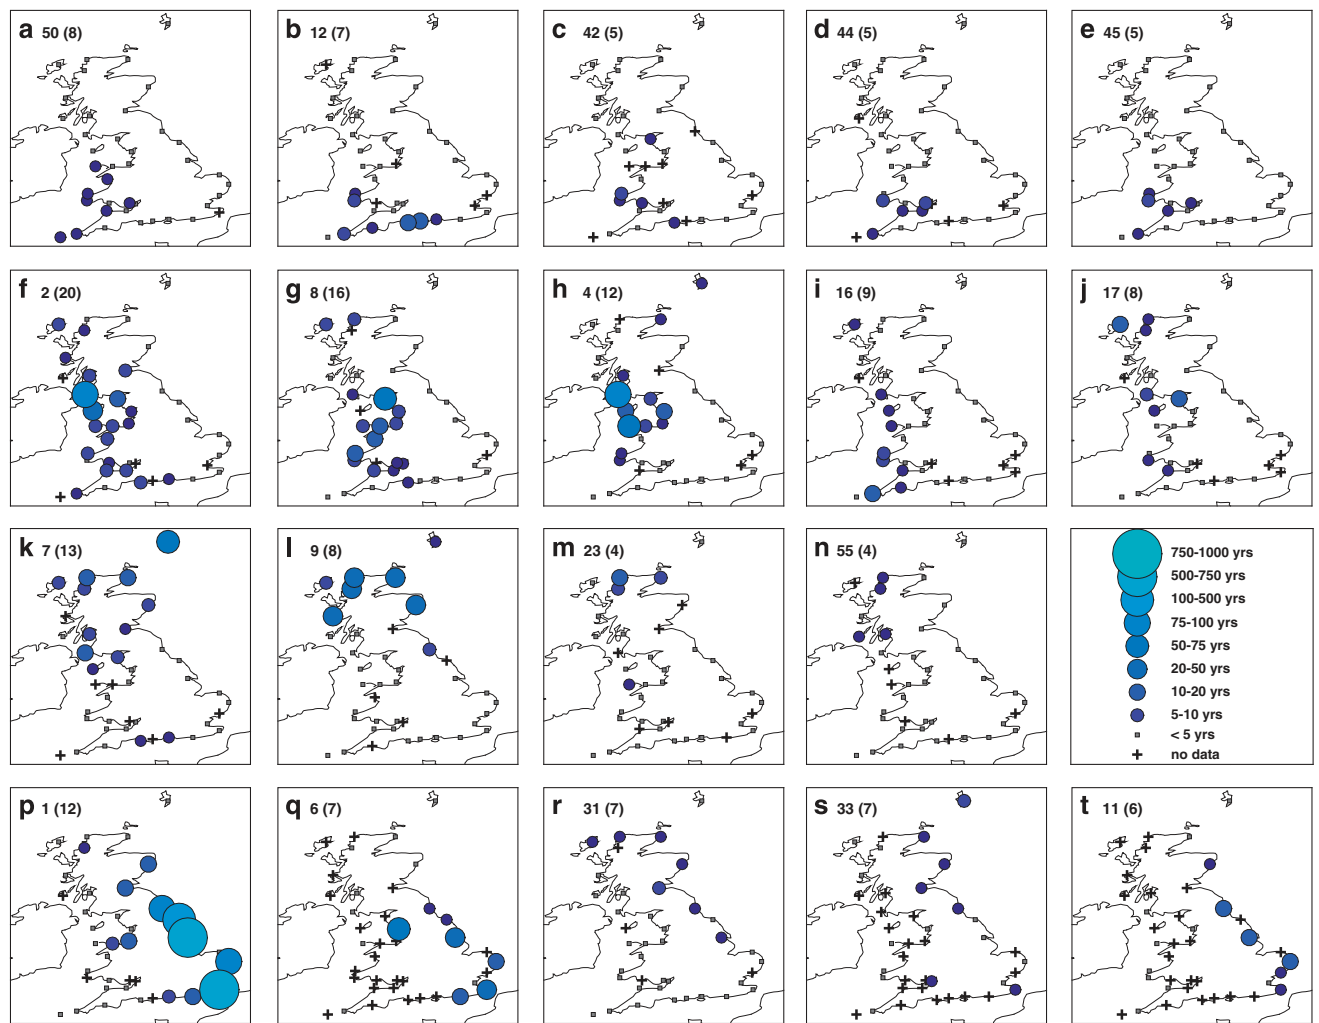 a 50 (8)
b 12 (7)
c 42 (5)
d 44 (5)
e 45 (5)
f 2 (20)
g 8 (16)
h 4 (12)
i 16 (9)
j 17 (8)
k 7 (13)
l 9 (8)
m 23 (4)
n 55 (4)
750-1000 yrs
500-750 yrs
100-500 yrs
75-100 yrs
50-75 yrs
20-50 yrs
10-20 yrs
5-10 yrs
< 5 yrs
no data
p 1 (12)
q 6 (7)
r 31 (7)
s 33 (7)
t 11 (6)